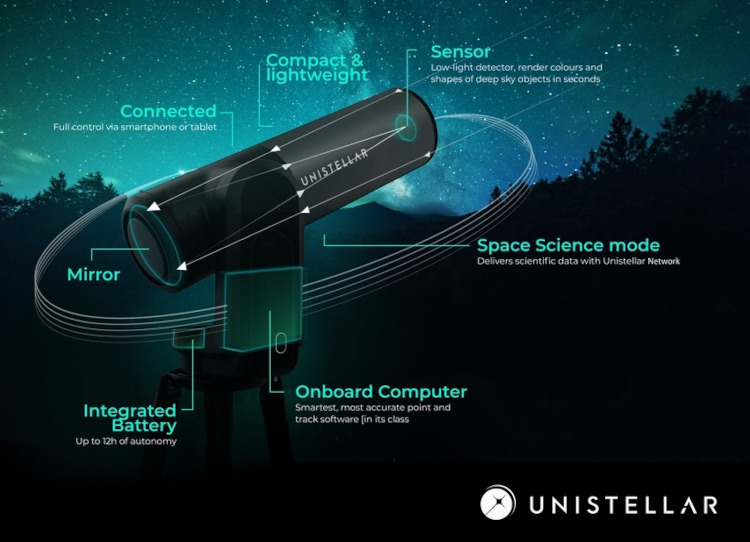 Sensor
Low-light detector, render colours and
shapes of deep sky objects in seconds
Compact &
lightweight
Connected
Full control via smartphone or tablet
UNISTELLAR
Mirror
Space Science mode
Delivers scientific data with Unistellar Network
Onboard Computer
Smartest, most accurate point and
track software [in its class
Integrated
Battery
Up to 12h of autonomy
UNISTELLAR